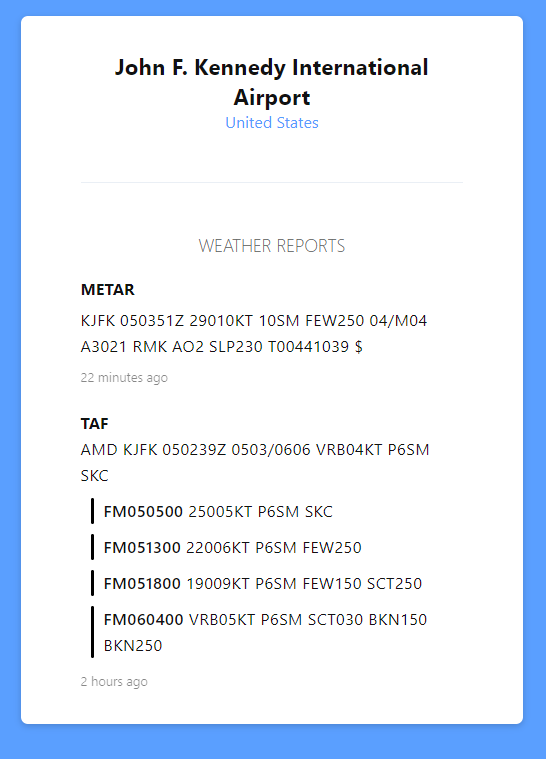 John F. Kennedy International
Airport
United States
WEATHER REPORTS
METAR
KJFK 050351Z 29010KT 10SM FEW250 04/M04
A3021 RMK AO2 SLP230 T00441039 $
22 minutes ago
TAF
AMD KJFK 050239Z 0503/0606 VRB04KT P6SM
SKC
FM050500 25005KT P6SM SKC
FM051300 22006KT P6SM FEW250
FM051800 19009KT P6SM FEW150 SCT250
FM060400 VRB05KT P6SM SCT030 BKN150
BKN250
2 hours ago